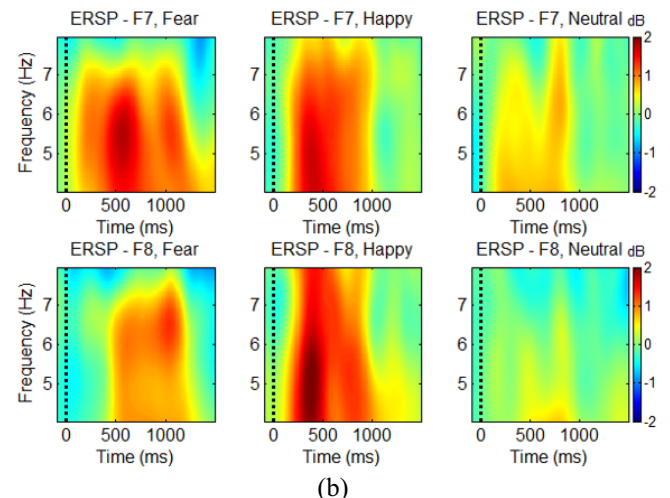 ERSP - F7, Fear
ERSP - F7, Happy
ERSP - F7, Neutral dB
Frequency (Hz)
7
6
5
0 500 1000
Time (ms)
7
6
5
0 500 1000
Time (ms)
7
6
5
0 500 1000
Time (ms)
2
1
0
-1
-2
ERSP - F8, Fear
ERSP - F8, Happy
ERSP - F8, Neutral dB
Frequency (Hz)
7
6
5
0 500 1000
Time (ms)
7
6
5
0 500 1000
Time (ms)
7
6
5
0 500 1000
Time (ms)
2
1
0
-1
-2
(b)